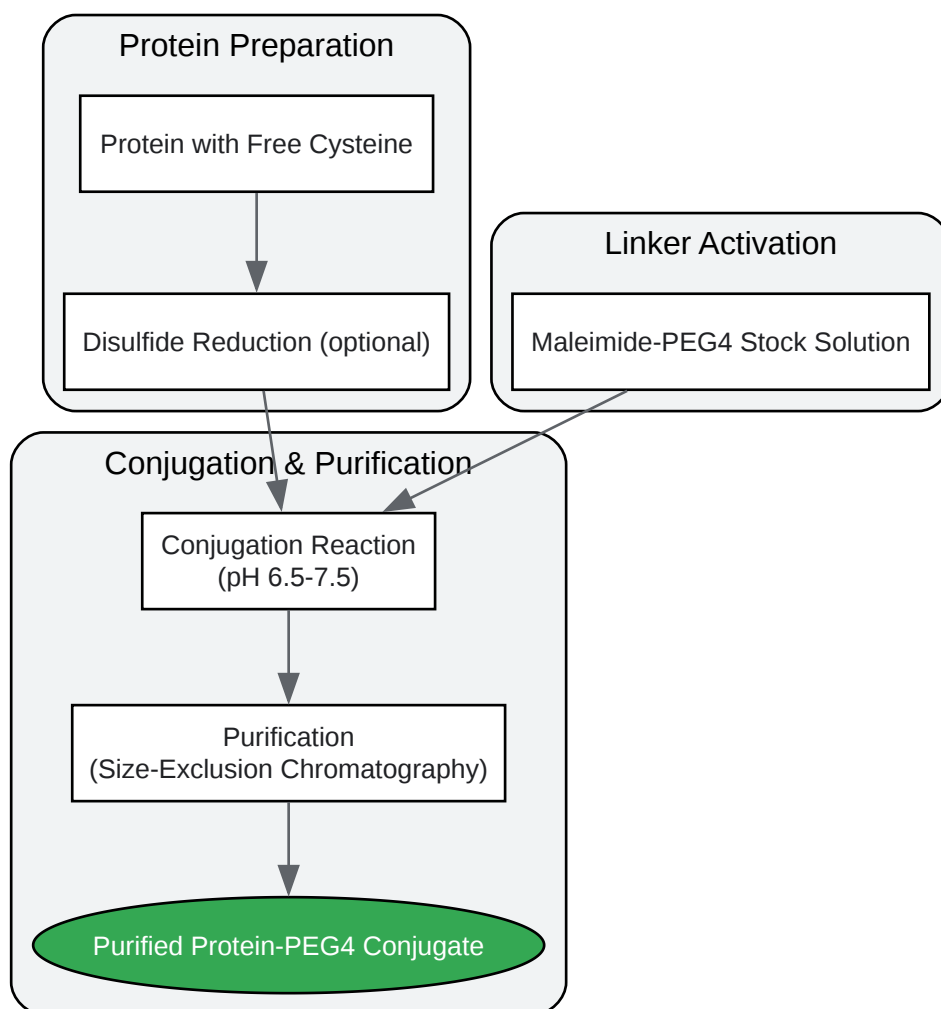 Protein Preparation
Protein with Free Cysteine
Disulfide Reduction (optional)
Linker Activation
Maleimide-PEG4 Stock Solution
Conjugation & Purification
Conjugation Reaction
(pH 6.5-7.5)
Purification
(Size-Exclusion Chromatography)
Purified Protein-PEG4 Conjugate